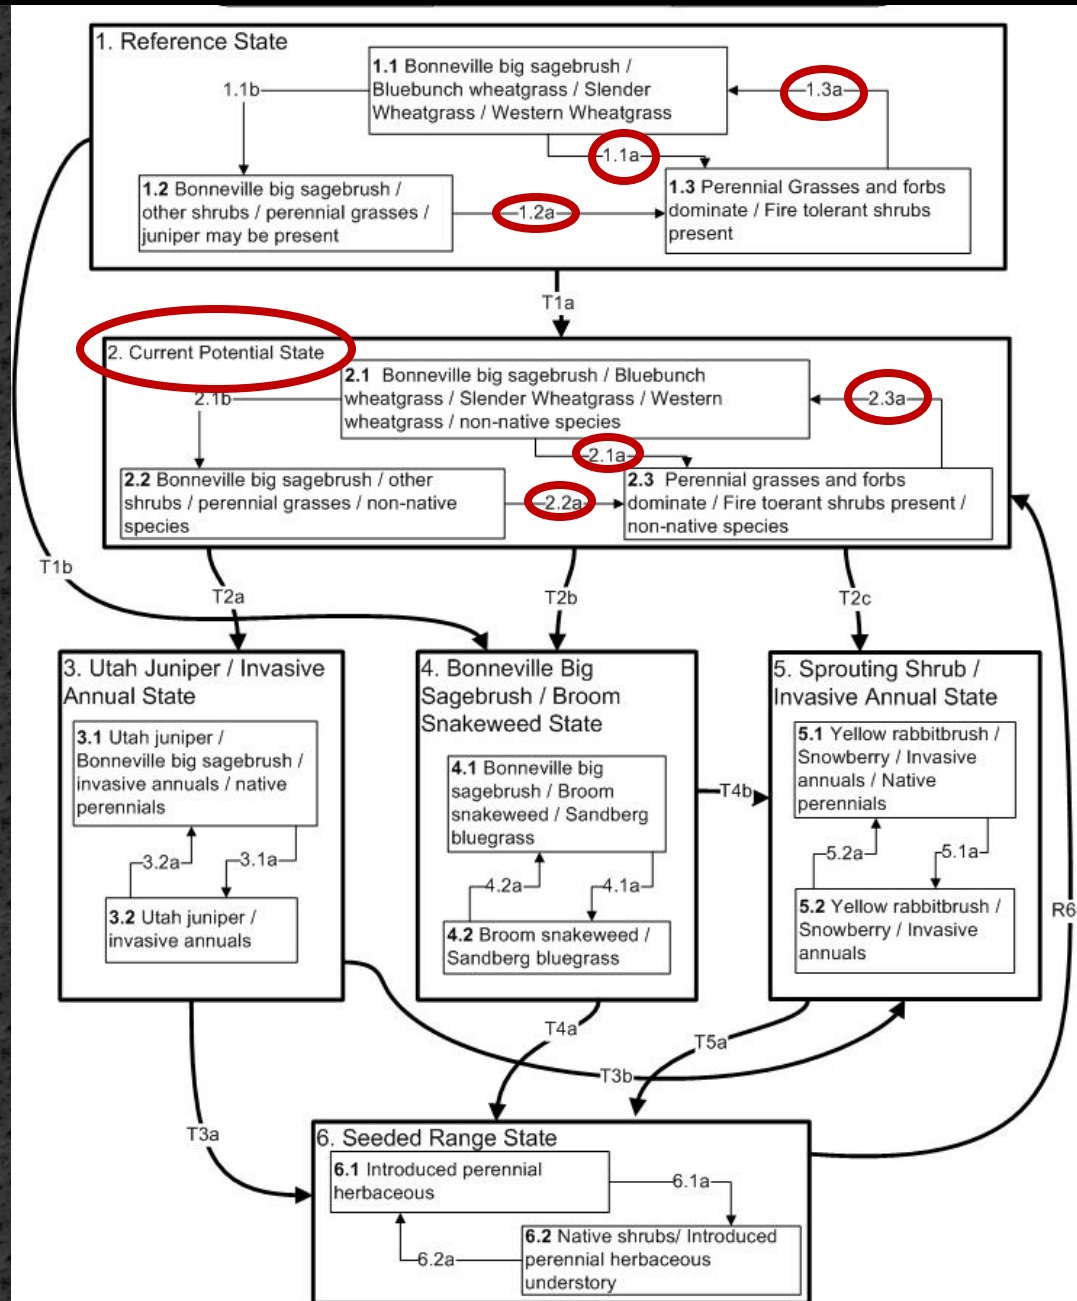 1. Reference State
1.1 Bonneville big sagebrush /
Bluebunch wheatgrass / Slender
Wheatgrass / Western Wheatgrass
1.1b
1.3a
1.1a
1.2 Bonneville big sagebrush /
other shrubs / perennial grasses /
juniper may be present
1.2a
1.3 Perennial Grasses and forbs
dominate / Fire tolerant shrubs
present
T1a
2. Current Potential State
2.1 Bonneville big sagebrush / Bluebunch
wheatgrass / Slender Wheatgrass / Western
wheatgrass / non-native species
2.1b
2.3a
2.1a
2.2 Bonneville big sagebrush / other
shrubs / perennial grasses / non-native
species
2.2a
2.3 Perennial grasses and forbs
dominate / Fire toerant shrubs present /
non-native species
T1b
T2a
T2b
T2c
3. Utah Juniper / Invasive
Annual State
3.1 Utah juniper /
Bonneville big sagebrush /
invasive annuals / native
perennials
3.2a
3.1a
3.2 Utah juniper /
invasive annuals
4. Bonneville Big
Sagebrush / Broom
Snakeweed State
4.1 Bonneville big
sagebrush / Broom
snakeweed / Sandberg
bluegrass
4.2a
4.1a
4.2 Broom snakeweed /
Sandberg bluegrass
T4b
5. Sprouting Shrub /
Invasive Annual State
5.1 Yellow rabbitbrush /
Snowberry / Invasive
annuals / Native
perennials
5.2a
5.1a
5.2 Yellow rabbitbrush /
Snowberry / Invasive
annuals
R6
T4a
T5a
T3b
T3a
6. Seeded Range State
6.1 Introduced perennial
herbaceous
6.1a
6.2a
6.2 Native shrubs/ Introduced
perennial herbaceous
understory